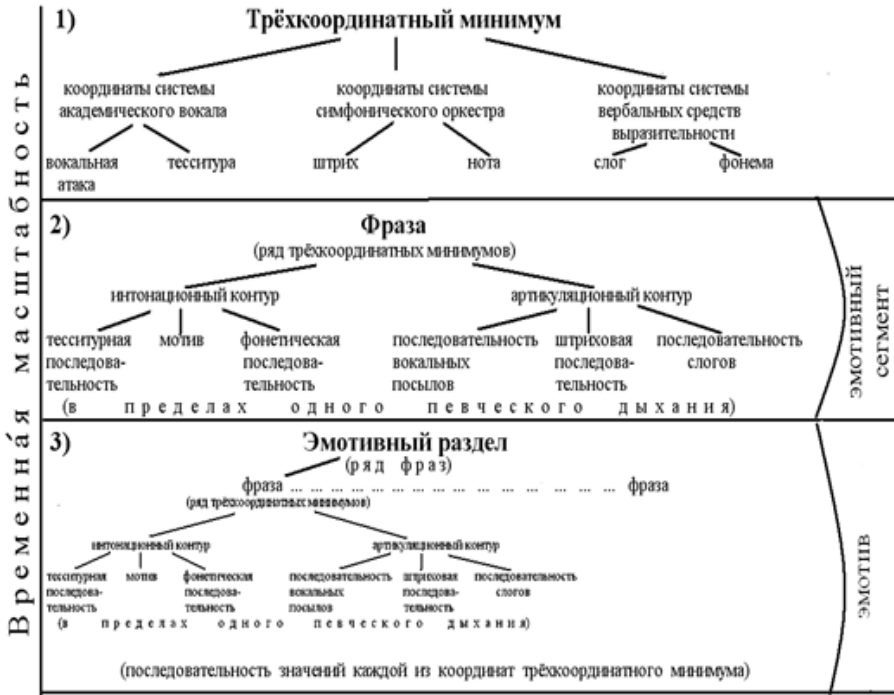 Временна́я масштабность
1) Трёхкоординатный минимум
координаты системы академического вокала
координаты системы симфонического оркестра
координаты системы вербальных средств выразительности
вокальная атака
тесситура
штрих
нота
слог
фонема
2) Фраза
(ряд трёхкоординатных минимумов)
интонационный контур
артикуляционный контур
тесситурная последова-
тельность
мотив
фонетическая
последова-
тельность
последовательность
вокальных
посылов
штриховая
последова-
тельность
последовательность
слогов
(в пределах одного певческого дыхания)
эмотивный
сегмент
3) Эмотивный раздел
(ряд фраз)
фраза ... ... ... ... ... ... ... ... ... ... ... ... ... ... ... ... фраза
(ряд трёхкоординатных минимумов)
интонационный контур
артикуляционный контур
тесситурная
последова-
тельность
мотив
фонетическая
последова-
тельность
последовательность
вокальных
посылов
штриховая
последова-
тельность
последовательность
слогов
(в пределах одного певческого дыхания)
(последовательность значений каждой из координат трёхкоординатного минимума)
эмотив